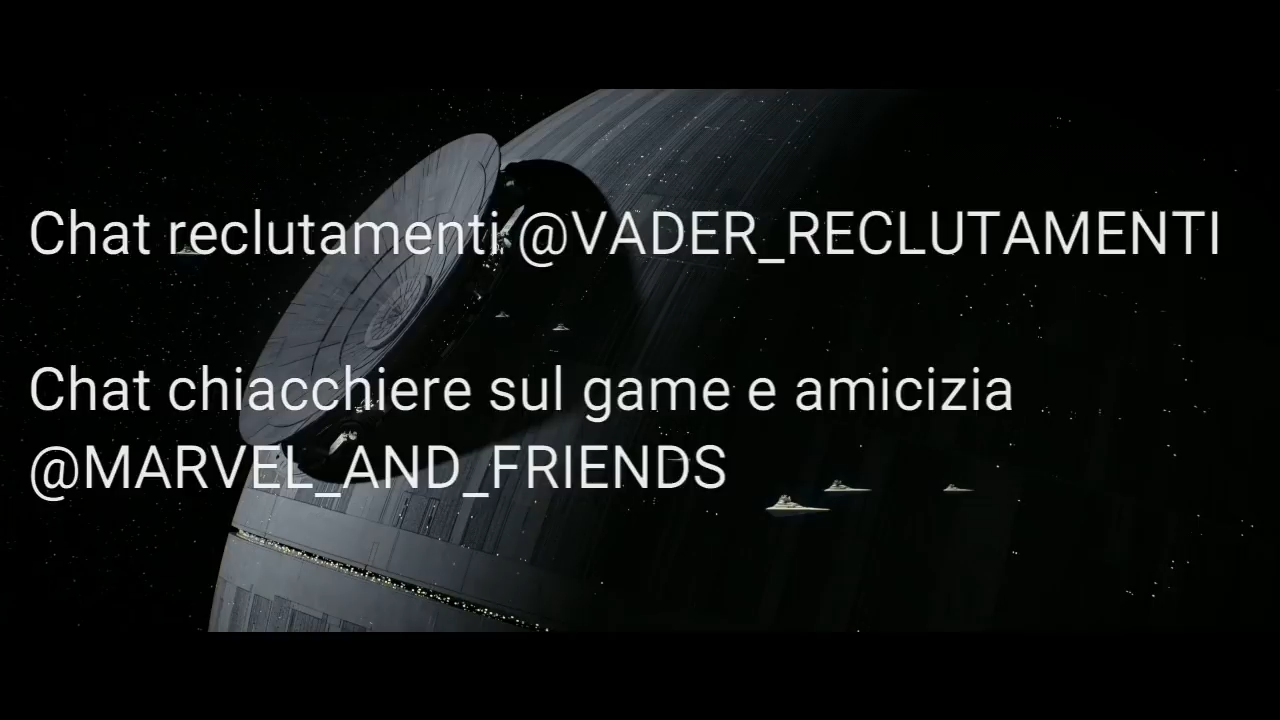 Chat reclutamenti @VADER_RECLUTAMENTI
Chat chiacchiere sul game e amicizia
@MARVEL_AND_FRIENDS